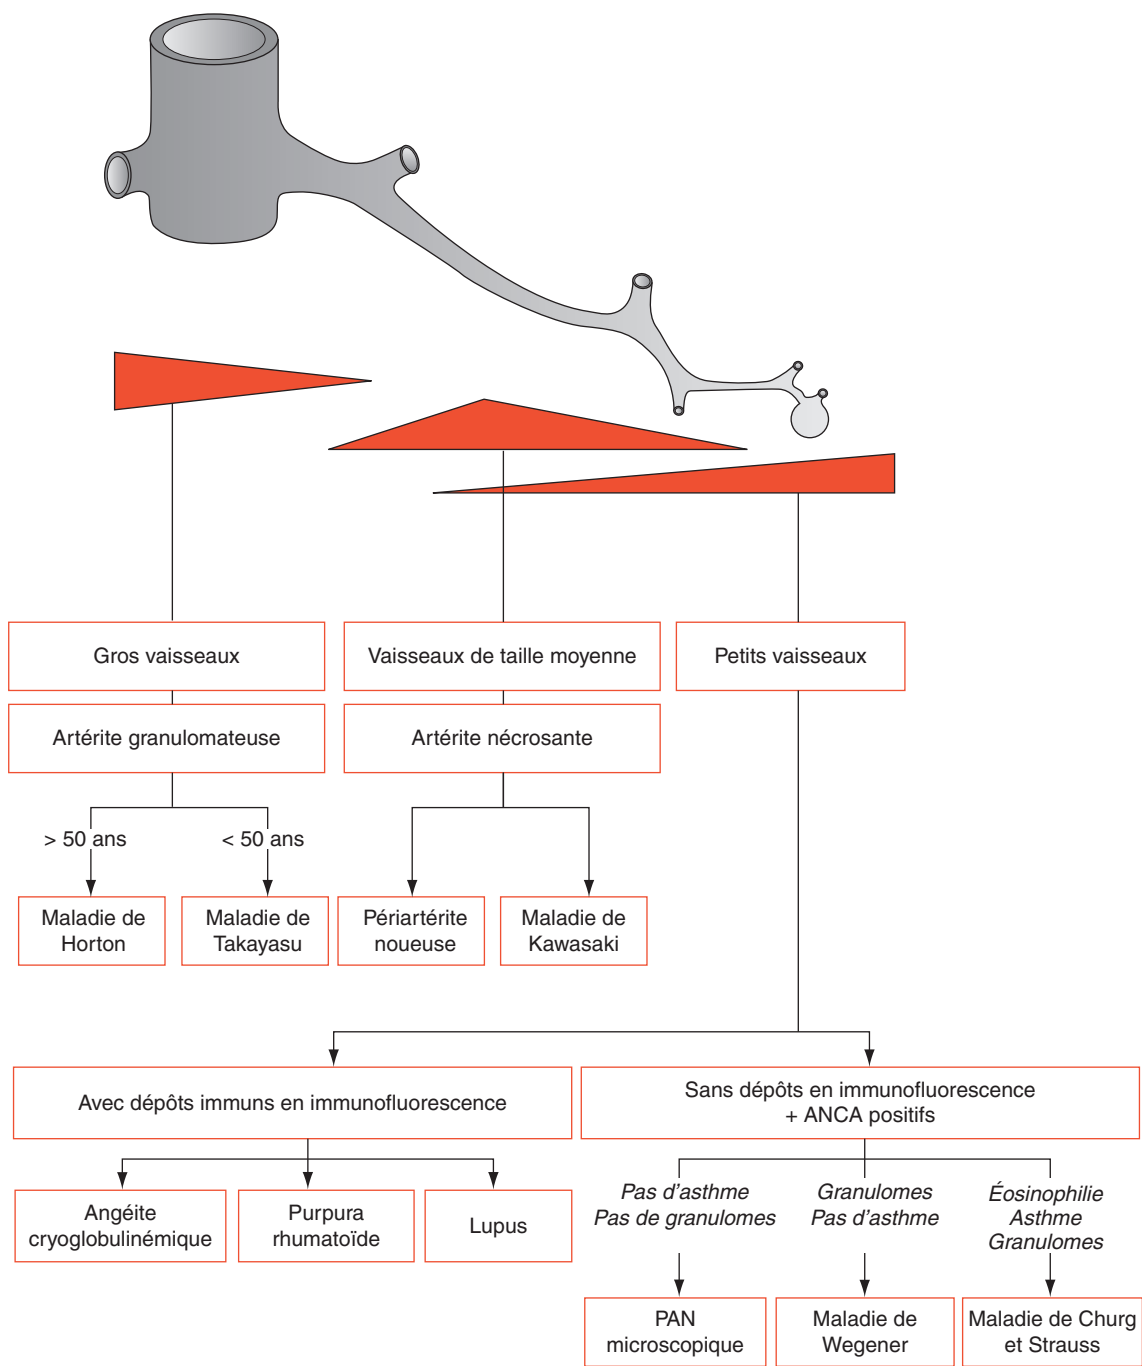 Gros vaisseaux
Vaisseaux de taille moyenne
Petits vaisseaux
Artérite granulomateuse
Artérite nécrosante
> 50 ans
< 50 ans
Maladie de
Horton
Maladie de
Takayasu
Périartérite
noueuse
Maladie de
Kawasaki
Avec dépôts immuns en immunofluorescence
Sans dépôts en immunofluorescence
+ ANCA positifs
Angéite
cryoglobulinémique
Purpura
rhumatoïde
Lupus
Pas d'asthme
Pas de granulomes
Granulomes
Pas d'asthme
Éosinophilie
Asthme
Granulomes
PAN
microscopique
Maladie de
Wegener
Maladie de Churg
et Strauss